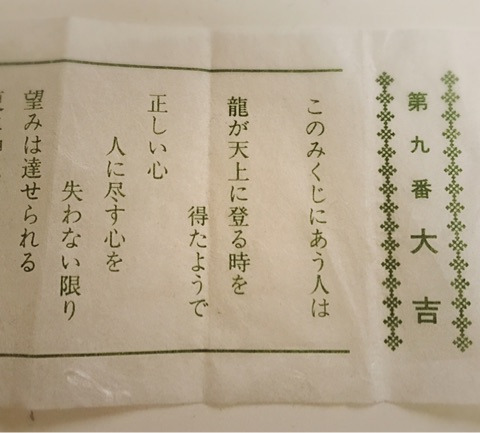 第九番大吉
このみくじにあう人は
龍が天上に登る時を
得たようで
正しい心
人に尽す心を
失わない限り
望みは達せられる